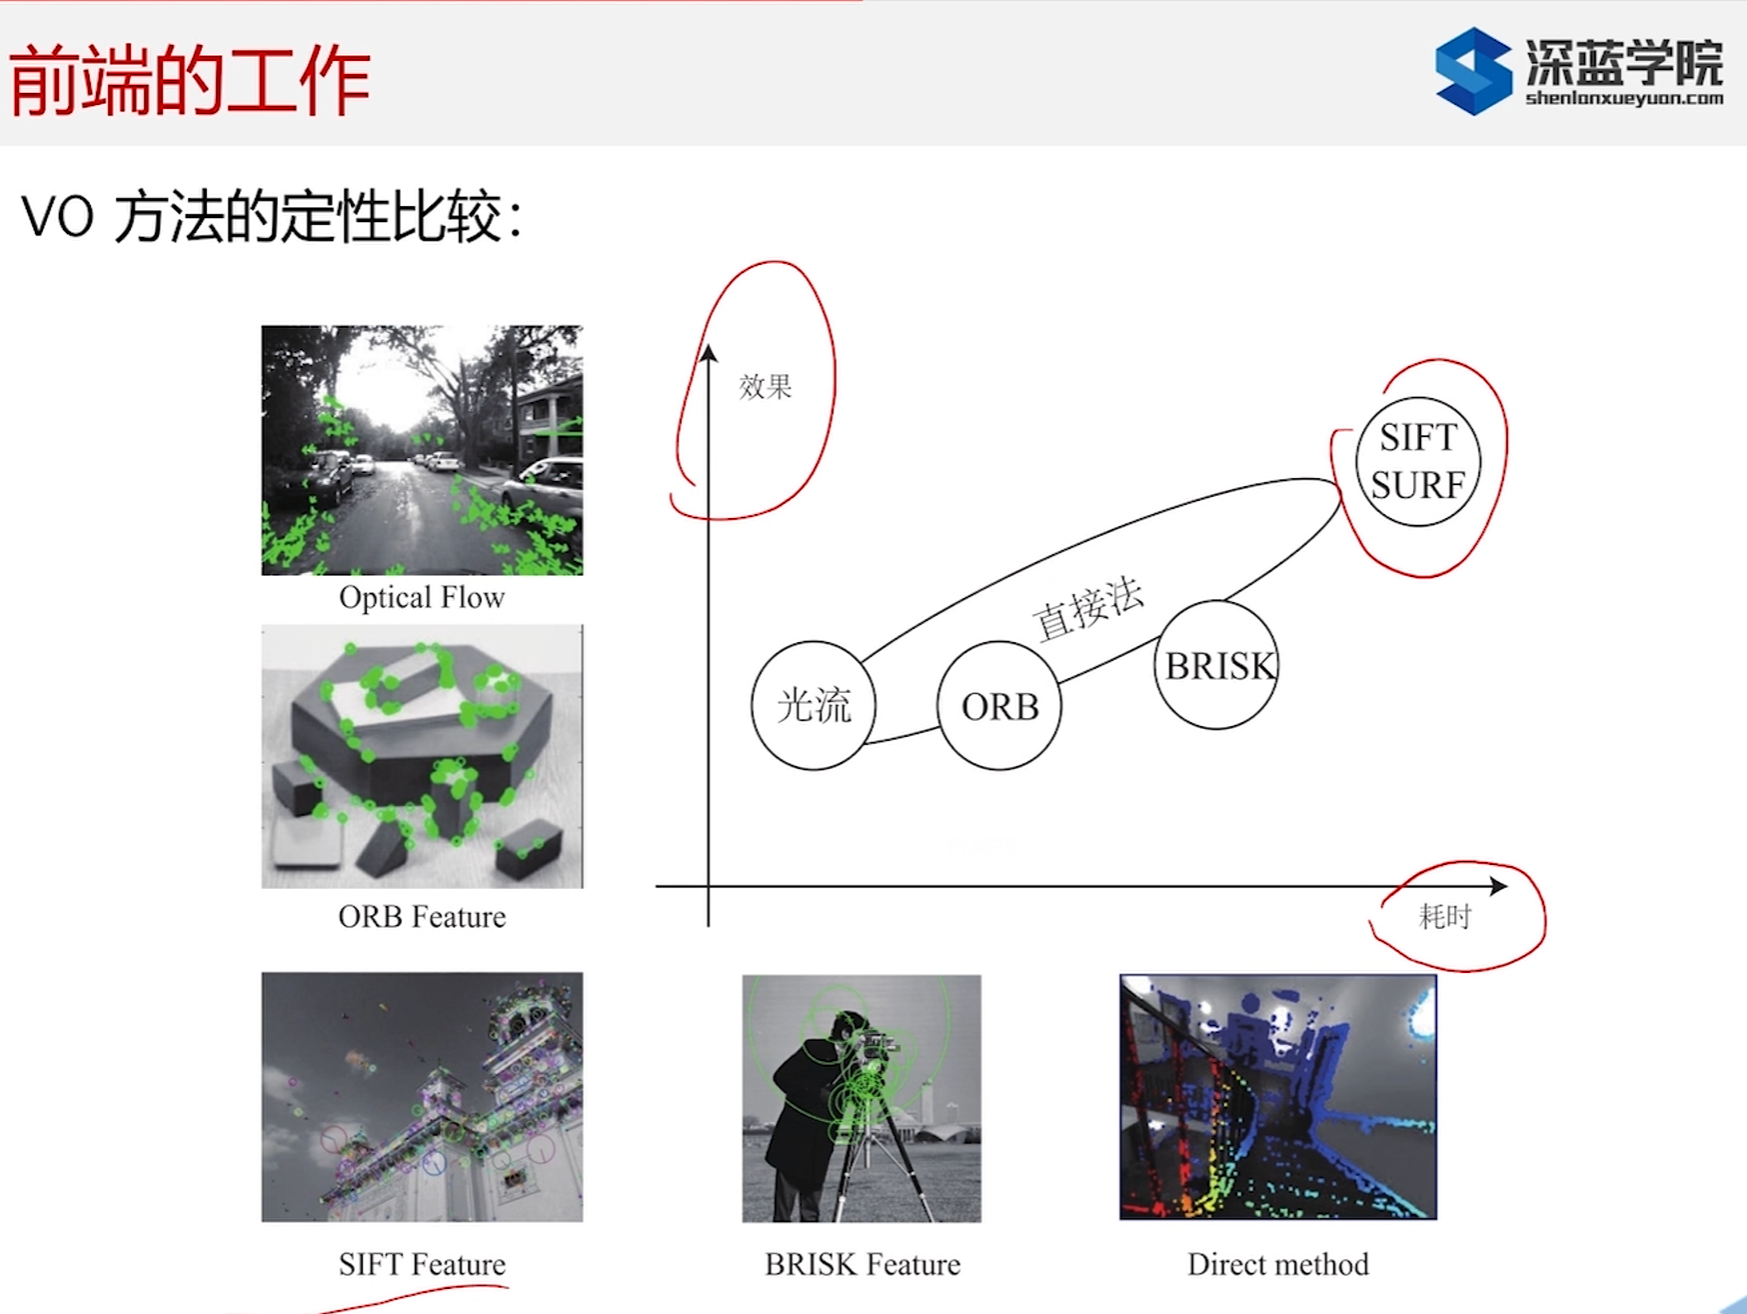 前端的工作
深蓝学院
shenlanxueyuan.com
VO 方法的定性比较：
效果
SIFT
SURF
直接法
光流
ORB
BRISK
耗时
Optical Flow
ORB Feature
SIFT Feature
BRISK Feature
Direct method